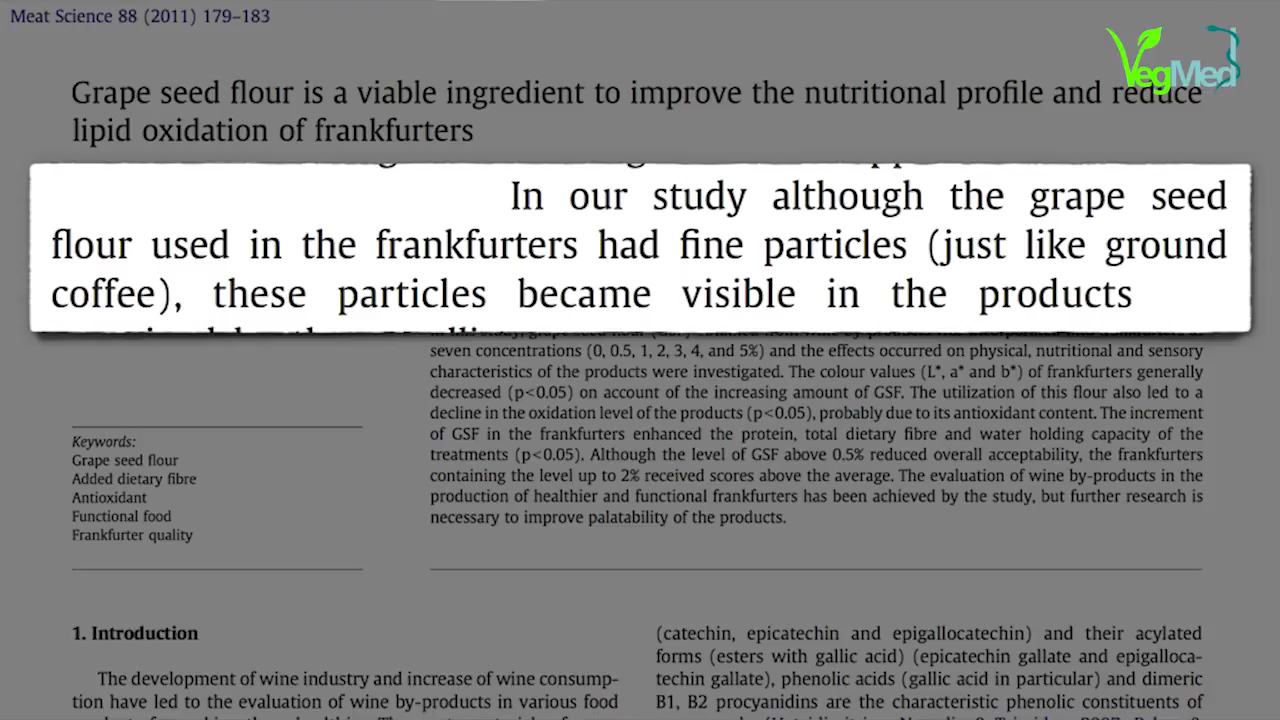 Meat Science 88 (2011) 179–183
VegMed
Grape seed flour is a viable ingredient to improve the nutritional profile and reduce
lipid oxidation of frankfurters
In our study although the grape seed
flour used in the frankfurters had fine particles (just like ground
coffee), these particles became visible in the products
seven concentrations (0, 0.5, 1, 2, 3, 4, and 5%) and the effects occurred on physical, nutritional and sensory
characteristics of the products were investigated. The colour values (L*, a* and b*) of frankfurters generally
decreased (p<0.05) on account of the increasing amount of GSF. The utilization of this flour also led to a
decline in the oxidation level of the products (p<0.05), probably due to its antioxidant content. The increment
of GSF in the frankfurters enhanced the protein, total dietary fibre and water holding capacity of the
treatments (p<0.05). Although the level of GSF above 0.5% reduced overall acceptability, the frankfurters
containing the level up to 2% received scores above the average. The evaluation of wine by-products in the
production of healthier and functional frankfurters has been achieved by the study, but further research is
necessary to improve palatability of the products.
Keywords:
Grape seed flour
Added dietary fibre
Antioxidant
Functional food
Frankfurter quality
1. Introduction
The development of wine industry and increase of wine consump-
tion have led to the evaluation of wine by-products in various food
(catechin, epicatechin and epigallocatechin) and their acylated
forms (esters with gallic acid) (epicatechin gallate and epigalloca-
techin gallate), phenolic acids (gallic acid in particular) and dimeric
B1, B2 procyanidins are the characteristic phenolic constituents of